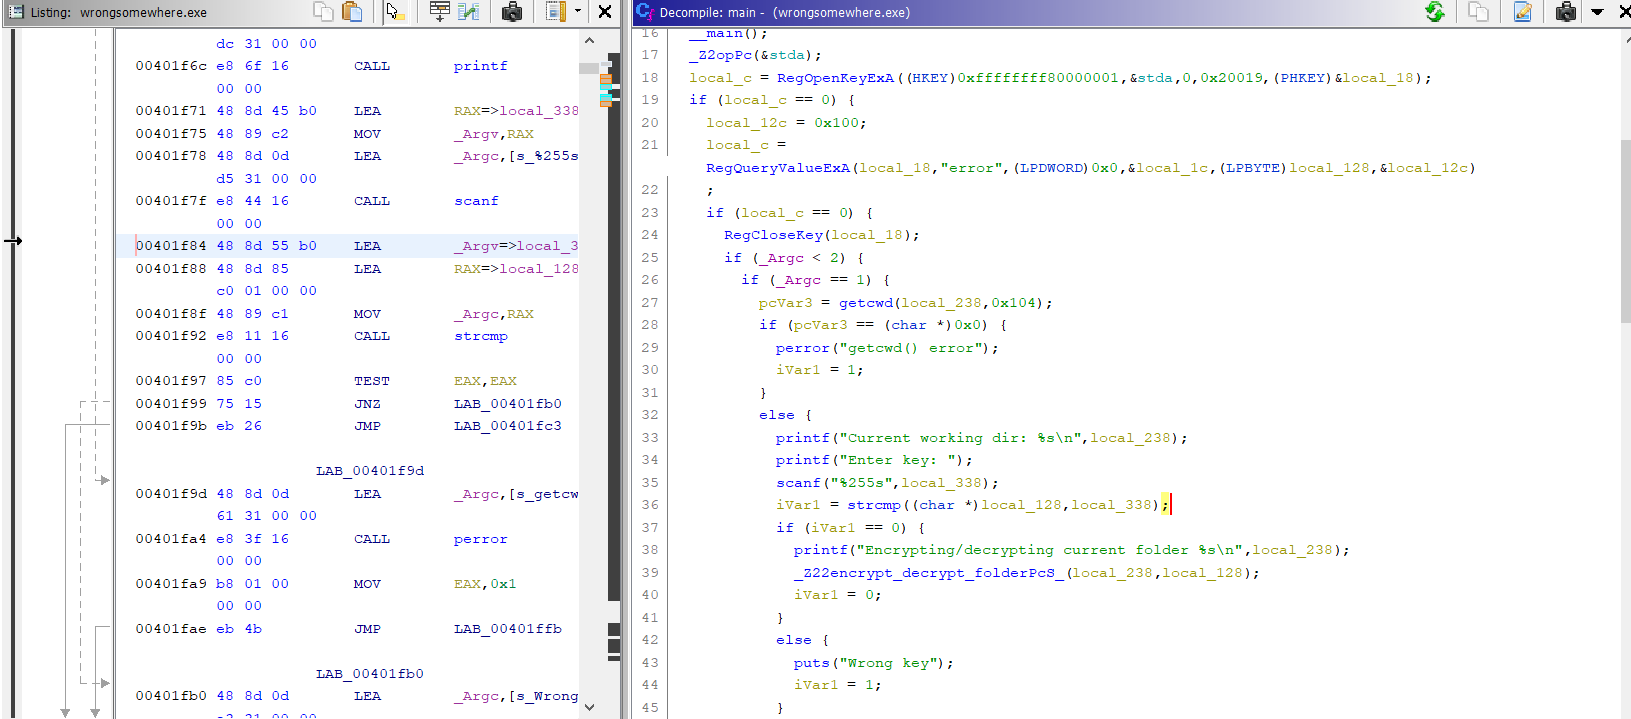 Listing: wrongsomewhere.exe
dc 31 00 00
00401f6c e8 6f 16 CALL printf
00 00
00401f71 48 8d 45 b0 LEA RAX=>local_338
00401f75 48 89 c2 MOV _Argv,RAX
00401f78 48 8d 0d LEA _Argc,[s_%255s
d5 31 00 00
00401f7f e8 44 16 CALL scanf
00 00
00401f84 48 8d 55 b0 LEA _Argv=>local_3
00401f88 48 8d 85 LEA RAX=>local_128
c0 01 00 00
00401f8f 48 89 c1 MOV _Argc,RAX
00401f92 e8 11 16 CALL strcmp
00 00
00401f97 85 c0 TEST EAX,EAX
00401f99 75 15 JNZ LAB_00401fb0
00401f9b eb 26 JMP LAB_00401fc3
LAB_00401f9d
00401f9d 48 8d 0d LEA _Argc,[s_getcw
61 31 00 00
00401fa4 e8 3f 16 CALL perror
00 00
00401fa9 b8 01 00 MOV EAX,0x1
00 00
00401fae eb 4b JMP LAB_00401ffb
LAB_00401fb0
00401fb0 48 8d 0d LEA _Argc,[s_Wrong
Decompile: main - (wrongsomewhere.exe)
16 __main();
17 _Z2opPc(&stda);
18 local_c = RegOpenKeyExA((HKEY)0xffffffff80000001,&stda,0,0x20019,(PHKEY)&local_18);
19 if (local_c == 0) {
20 local_12c = 0x100;
21 local_c =
RegQueryValueExA(local_18,"error",(LPDWORD)0x0,&local_1c,(LPBYTE)local_128,&local_12c)
22 ;
23 if (local_c == 0) {
24 RegCloseKey(local_18);
25 if (_Argc < 2) {
26 if (_Argc == 1) {
27 pcVar3 = getcwd(local_238,0x104);
28 if (pcVar3 == (char *)0x0) {
29 perror("getcwd() error");
30 iVar1 = 1;
31 }
32 else {
33 printf("Current working dir: %s\n",local_238);
34 printf("Enter key: ");
35 scanf("%255s",local_338);
36 iVar1 = strcmp((char *)local_128,local_338);
37 if (iVar1 == 0) {
38 printf("Encrypting/decrypting current folder %s\n",local_238);
39 _Z22encrypt_decrypt_folderPcS_(local_238,local_128);
40 iVar1 = 0;
41 }
42 else {
43 puts("Wrong key");
44 iVar1 = 1;
45 }